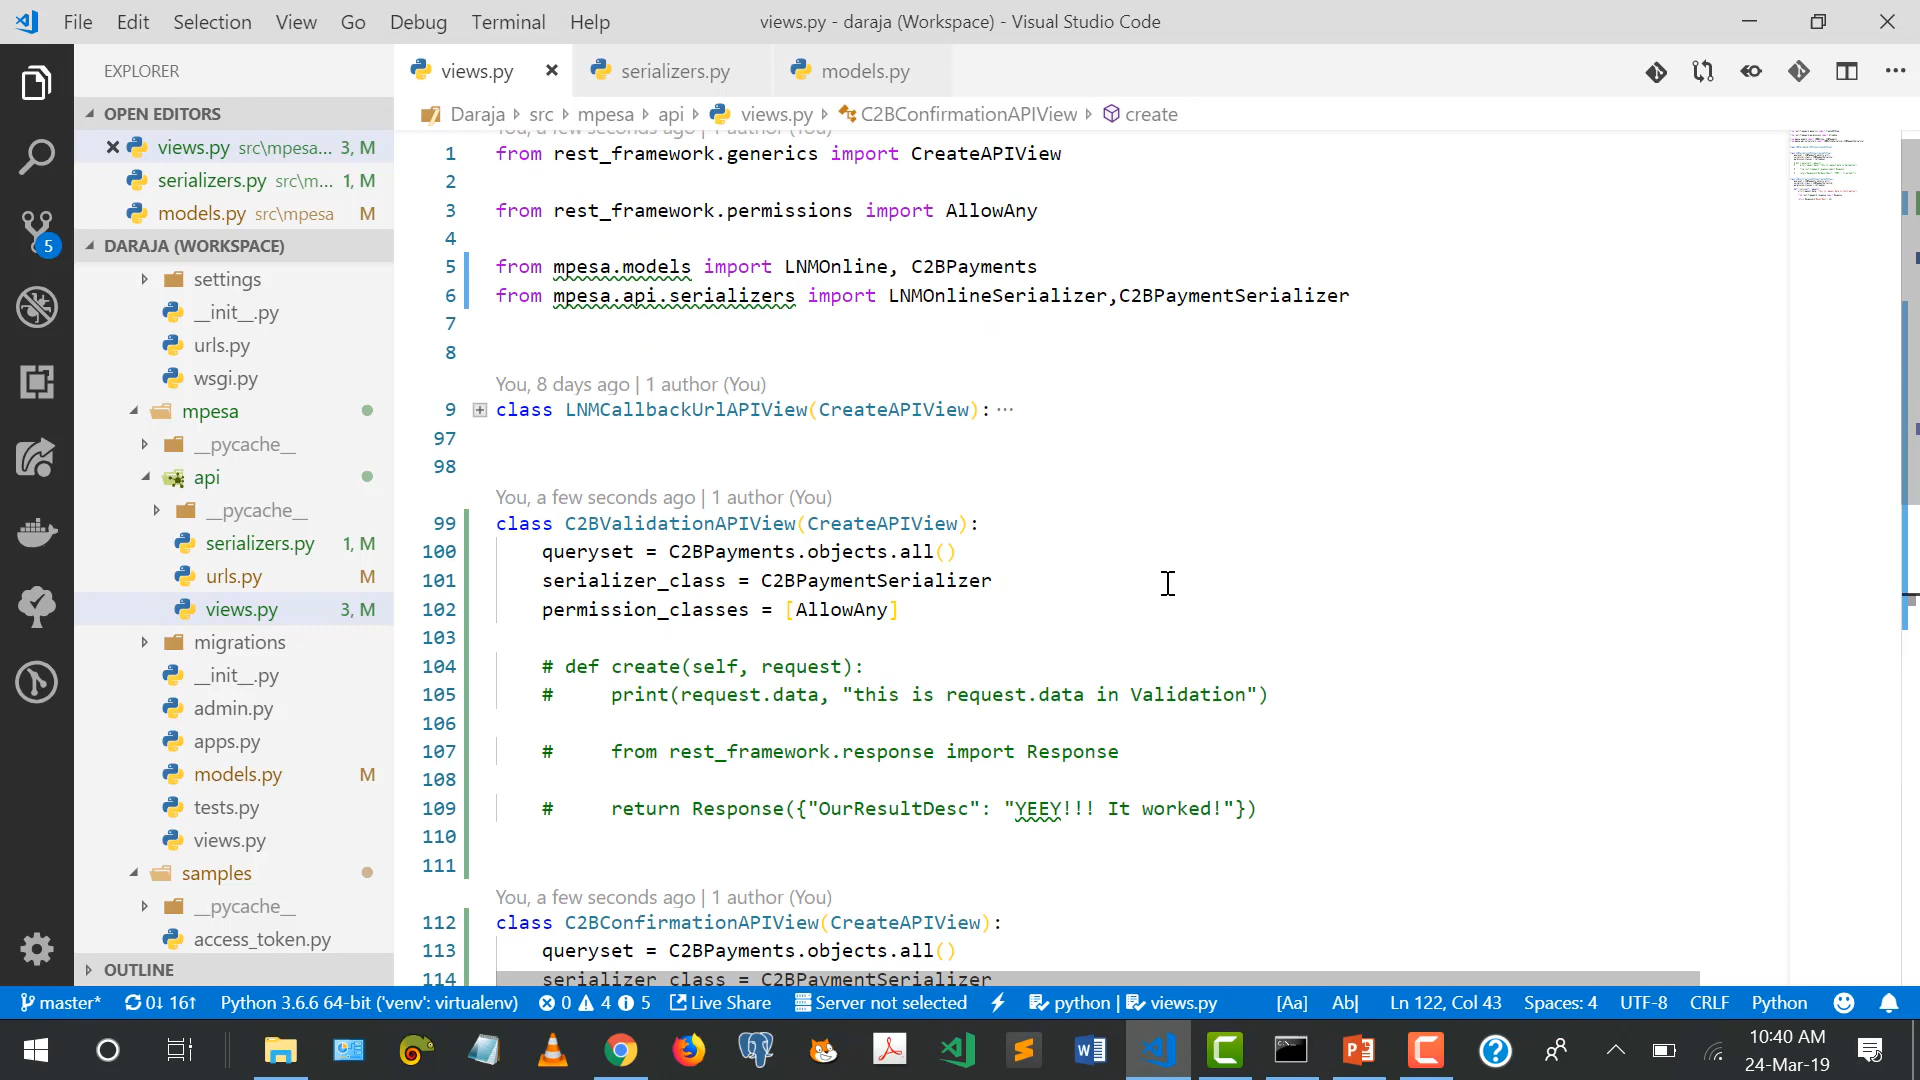 File Edit Selection View Go Debug Terminal Help
views.py - daraja (Workspace) - Visual Studio Code
EXPLORER
OPEN EDITORS
views.py src\mpesa... 3, M
serializers.py src\m... 1, M
models.py src\mpesa M
DARAJA (WORKSPACE)
settings
__init__.py
urls.py
wsgi.py
mpesa
__pycache__
api
__pycache__
serializers.py 1, M
urls.py M
views.py 3, M
migrations
__init__.py
admin.py
apps.py
models.py M
tests.py
views.py
samples
__pycache__
access_token.py
OUTLINE
5
views.py serializers.py models.py
Daraja src mpesa api views.py C2BConfirmationAPIView create
You, a few seconds ago | 1 author (You)
1 from rest_framework.generics import CreateAPIView
2
3 from rest_framework.permissions import AllowAny
4
5 from mpesa.models import LNMOnline, C2BPayments
6 from mpesa.api.serializers import LNMOnlineSerializer,C2BPaymentSerializer
7
8
You, 8 days ago | 1 author (You)
9 class LNMCallbackUrlAPIView(CreateAPIView):···
97
98
You, a few seconds ago | 1 author (You)
99 class C2BValidationAPIView(CreateAPIView):
100 queryset = C2BPayments.objects.all()
101 serializer_class = C2BPaymentSerializer
102 permission_classes = [AllowAny]
103
104 # def create(self, request):
105 # print(request.data, "this is request.data in Validation")
106
107 # from rest_framework.response import Response
108
109 # return Response({"OurResultDesc": "YEEY!!! It worked!"})
110
111
You, a few seconds ago | 1 author (You)
112 class C2BConfirmationAPIView(CreateAPIView):
113 queryset = C2BPayments.objects.all()
114 serializer_class = C2BPaymentSerializer
master* 0↓ 16↑ Python 3.6.6 64-bit ('venv': virtualenv) 0 4 5 Live Share Server not selected python | views.py [Aa] Ab| Ln 122, Col 43 Spaces: 4 UTF-8 CRLF Python
10:40 AM
24-Mar-19